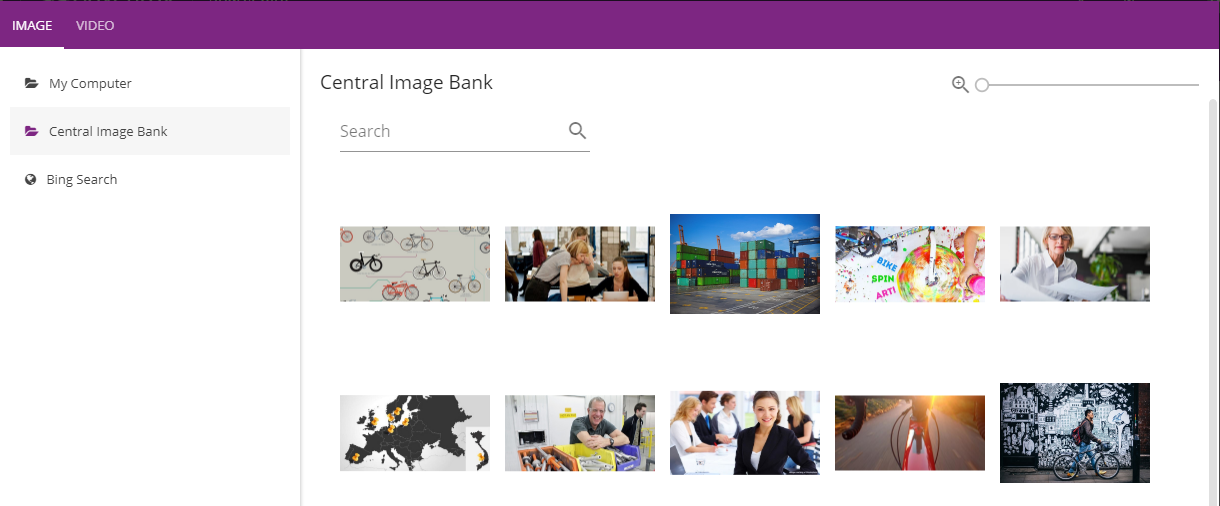 IMAGE VIDEO
My Computer
Central Image Bank
Bing Search
Central Image Bank
Search
BIKE
SPIN
ART!